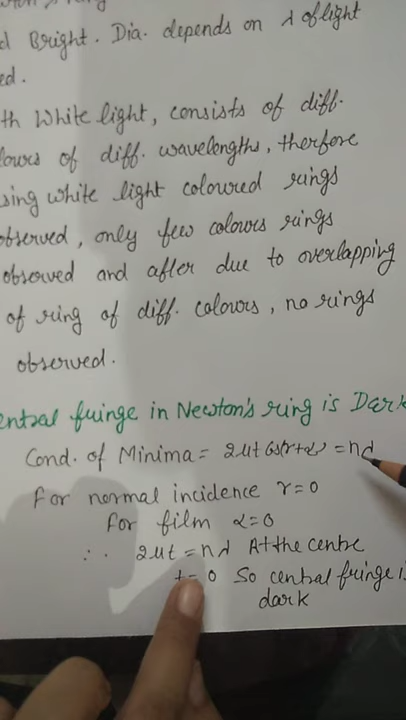 d Bright. Dia. depends on λ of light
ed.
th White light, consists of diff.
lours of diff. wavelengths, therfore
sing white light coloured rings
observed, only few colours rings
observed and after due to overlapping
of ring of diff. colours, no rings
observed.
entral fringe in Newton's ring is Dark
Cond. of Minima = 2μt Cos(r+α) = nλ
For normal incidence r=0
For film α=0
∴ 2μt = nλ At the centre
t=0 So central fringe is
dark